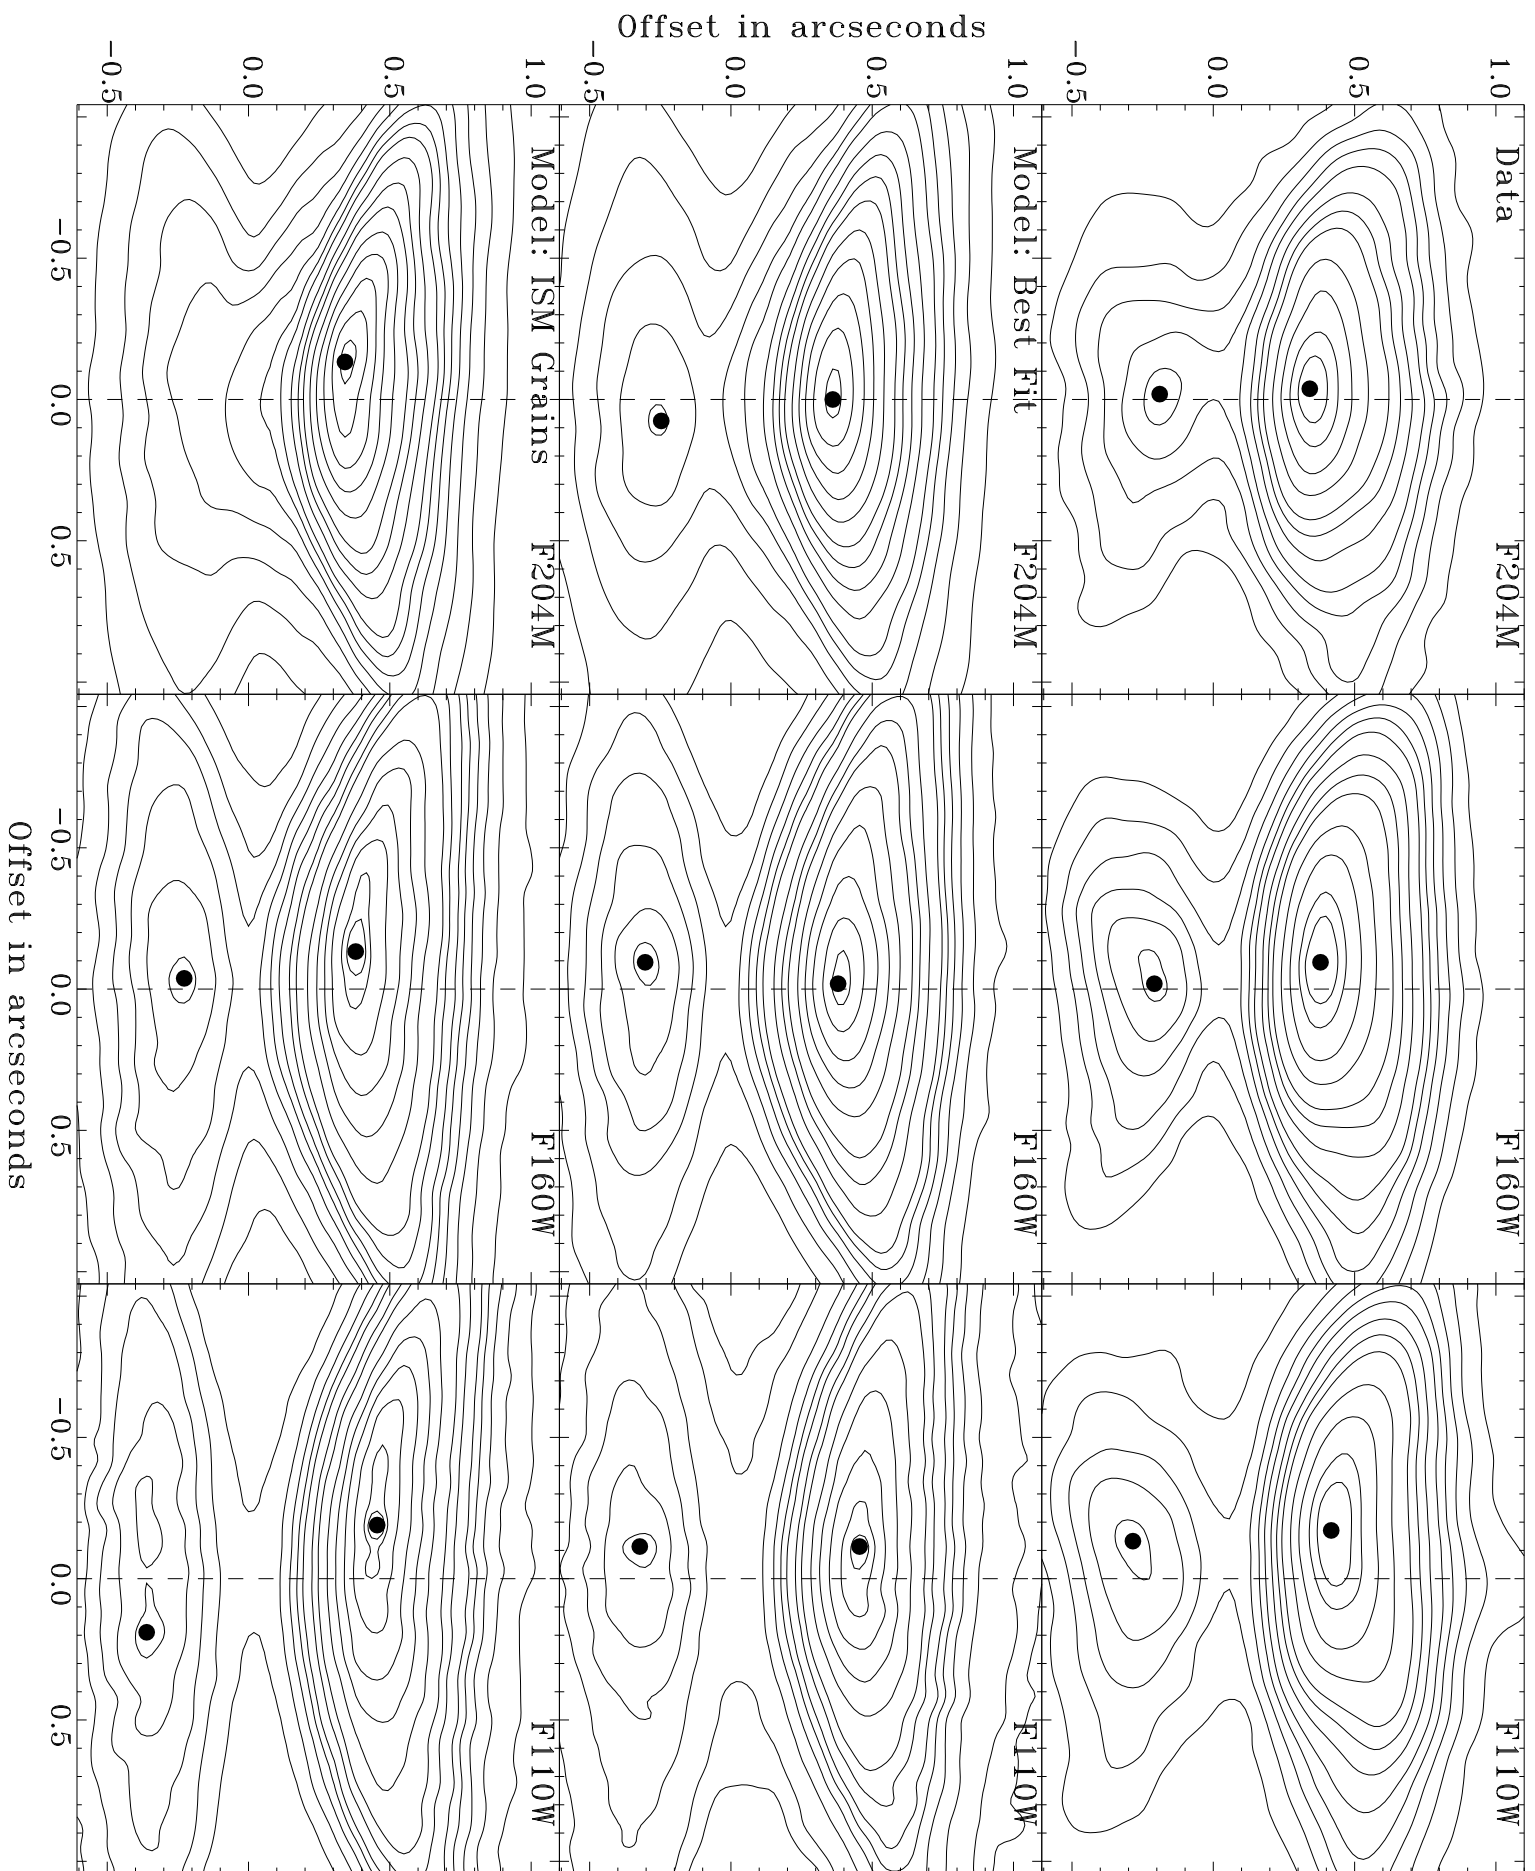 Data F204M
F160W
F110W
Model: Best Fit F204M
F160W
F110W
Model: ISM Grains F204M
F160W
F110W
1.0
0.5
0.0
−0.5
1.0
0.5
0.0
−0.5
1.0
0.5
0.0
−0.5
Offset in arcseconds
−0.5 0.0 0.5 −0.5 0.0 0.5 −0.5 0.0 0.5
Offset in arcseconds